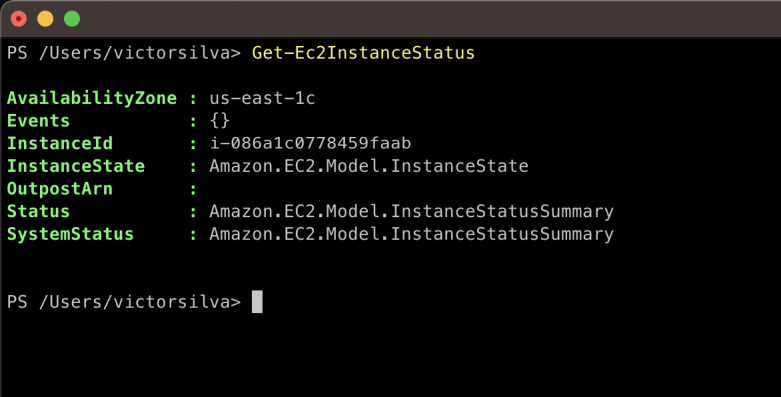 PS /Users/victorsilva> Get-Ec2InstanceStatus
AvailabilityZone : us-east-1c
Events : {}
InstanceId : i-086a1c0778459faab
InstanceState : Amazon.EC2.Model.InstanceState
OutpostArn :
Status : Amazon.EC2.Model.InstanceStatusSummary
SystemStatus : Amazon.EC2.Model.InstanceStatusSummary
PS /Users/victorsilva>